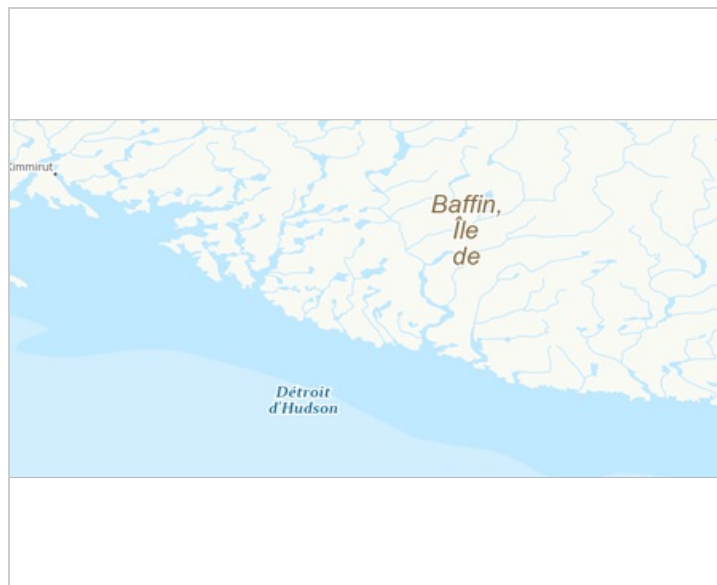 Kimmirut
Baffin,
Île
de
Détroit
d'Hudson